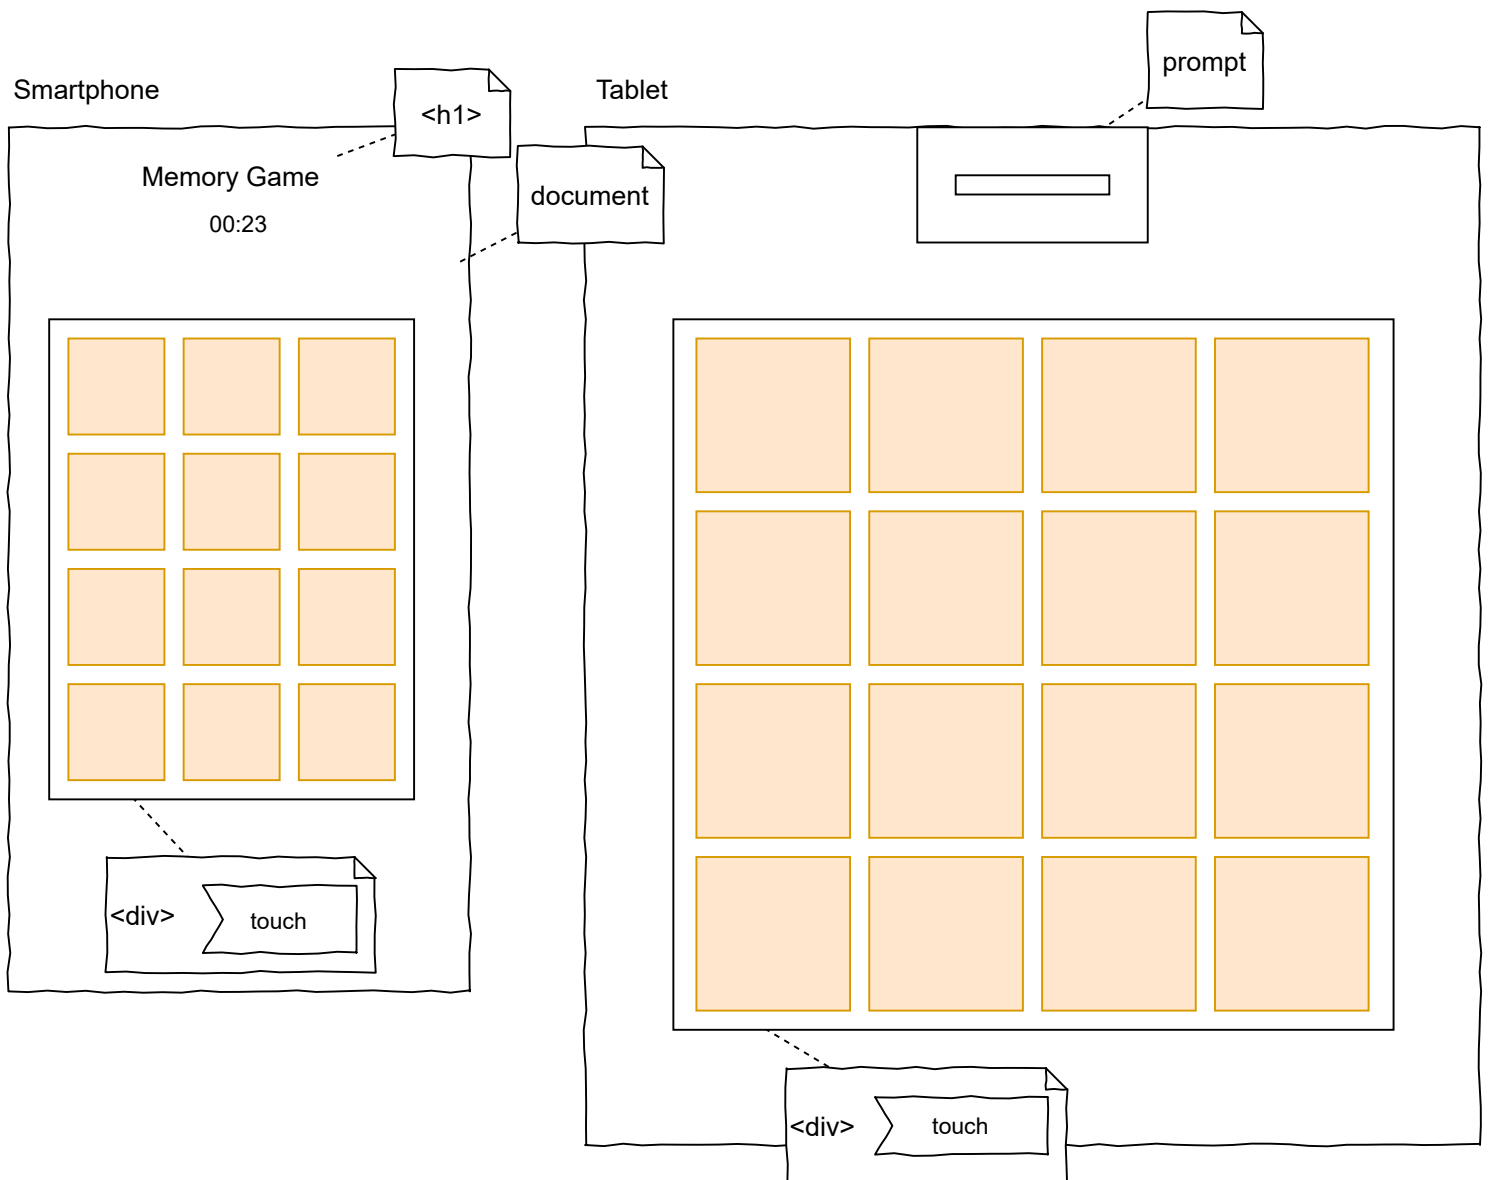 Smartphone
<h1>
Memory Game
00:23
document
<div>
touch
Tablet
prompt
<div>
touch